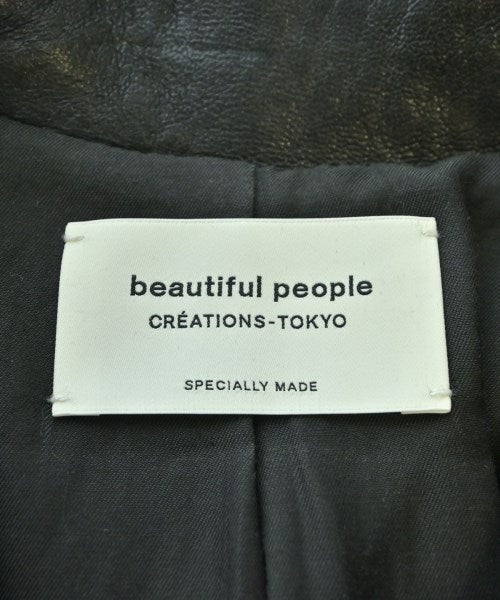 beautiful people
CRÉATIONS-TOKYO
SPECIALLY MADE